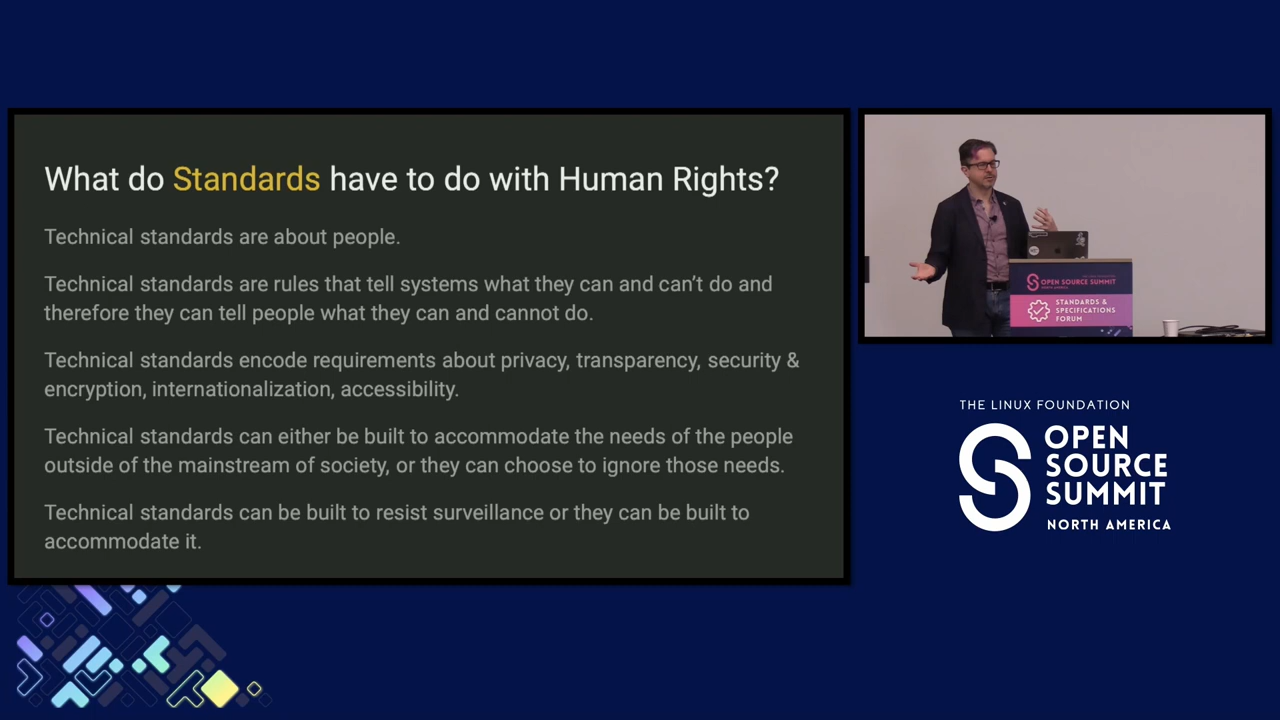 What do Standards have to do with Human Rights?
Technical standards are about people.
Technical standards are rules that tell systems what they can and can’t do and
therefore they can tell people what they can and cannot do.
Technical standards encode requirements about privacy, transparency, security &
encryption, internationalization, accessibility.
Technical standards can either be built to accommodate the needs of the people
outside of the mainstream of society, or they can choose to ignore those needs.
Technical standards can be built to resist surveillance or they can be built to
accommodate it.
OPEN SOURCE SUMMIT
STANDARDS &
SPECIFICATIONS
FORUM
THE LINUX FOUNDATION
OPEN
SOURCE
SUMMIT
NORTH AMERICA